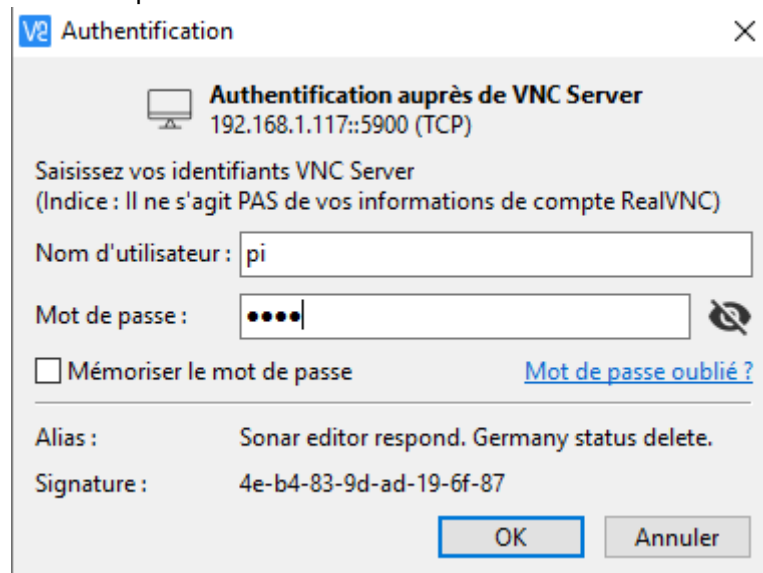 Authentification
Authentification auprès de VNC Server
192.168.1.117::5900 (TCP)
Saisissez vos identifiants VNC Server
(Indice : Il ne s'agit PAS de vos informations de compte RealVNC)
Nom d'utilisateur : pi
Mot de passe : ••••
Mémoriser le mot de passe Mot de passe oublié ?
Alias : Sonar editor respond. Germany status delete.
Signature : 4e-b4-83-9d-ad-19-6f-87
OK Annuler